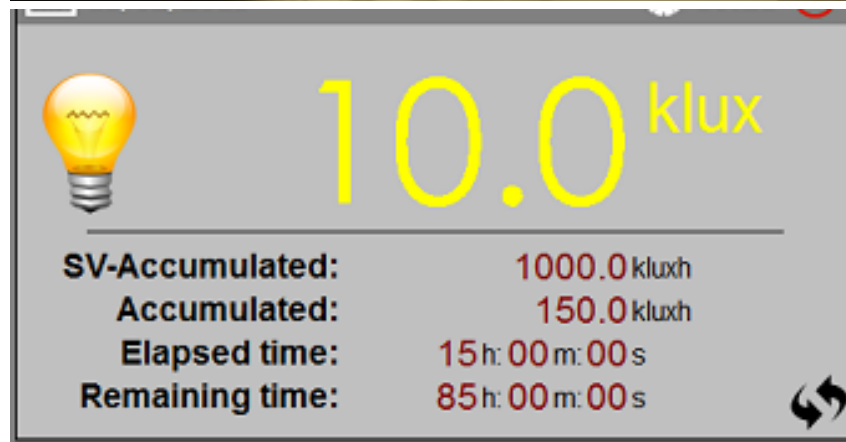 10.0 klux
SV-Accumulated: 1000.0 kluxh
Accumulated: 150.0 kluxh
Elapsed time: 15h: 00m: 00s
Remaining time: 85h: 00m: 00s